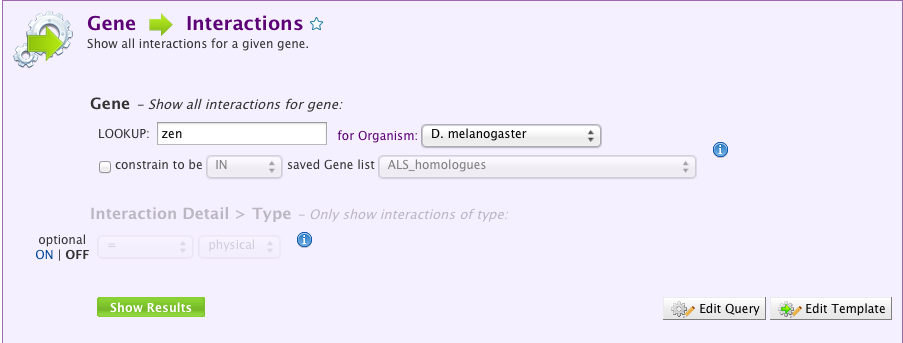 Gene Interactions
Show all interactions for a given gene.
Gene – Show all interactions for gene:
LOOKUP: zen for Organism: D. melanogaster
constrain to be IN saved Gene list ALS_homologues
Interaction Detail > Type – Only show interactions of type:
optional
ON | OFF = physical
Show Results Edit Query Edit Template